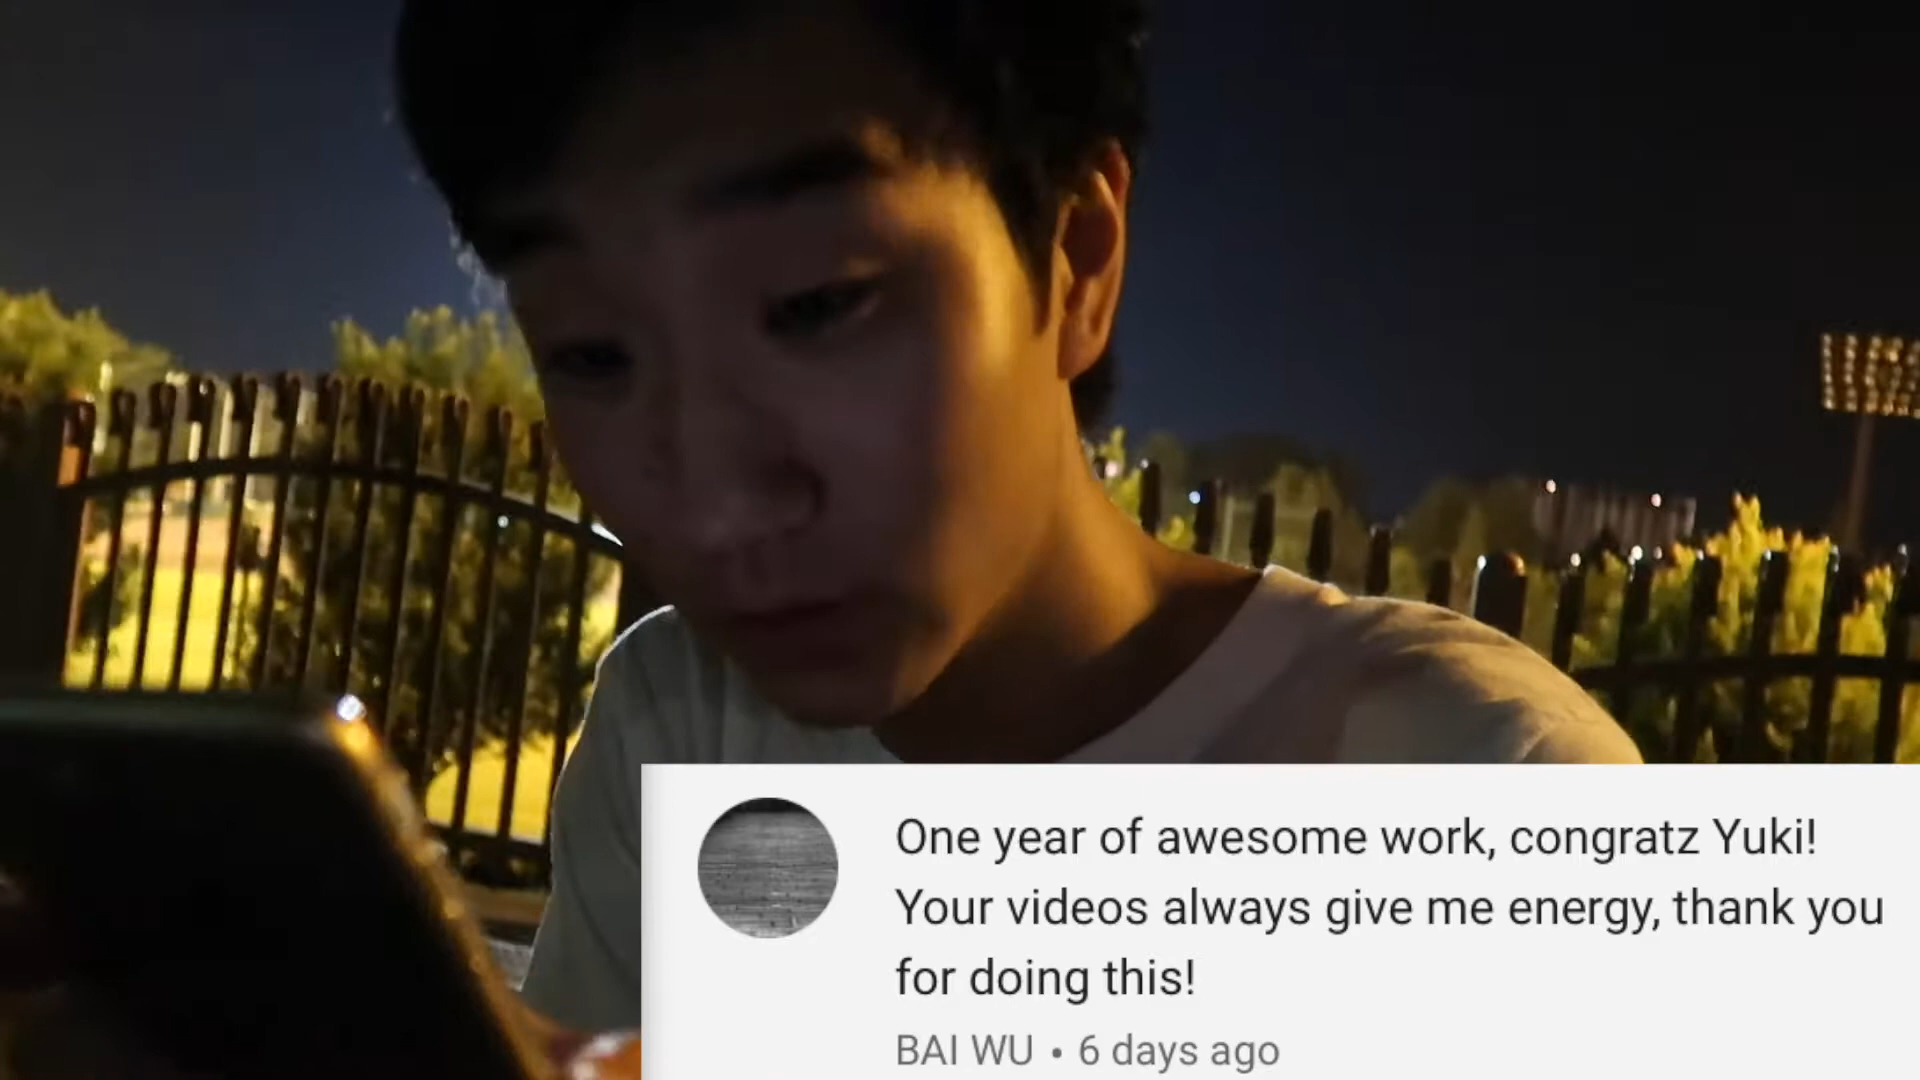 One year of awesome work, congratz Yuki!
Your videos always give me energy, thank you
for doing this!
BAI WU • 6 days ago